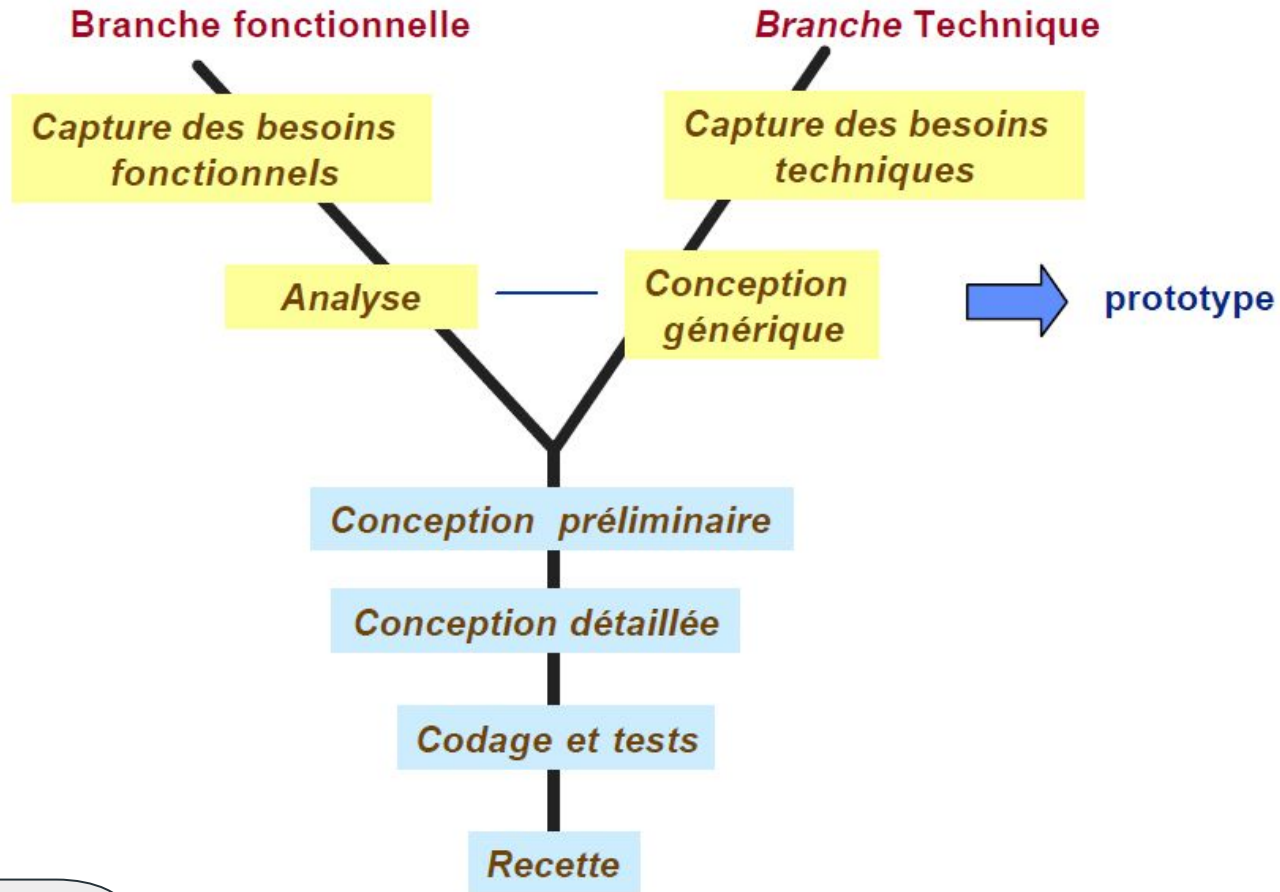 Branche fonctionnelle
Branche Technique
Capture des besoins
fonctionnels
Capture des besoins
techniques
Analyse
Conception
générique
prototype
Conception préliminaire
Conception détaillée
Codage et tests
Recette